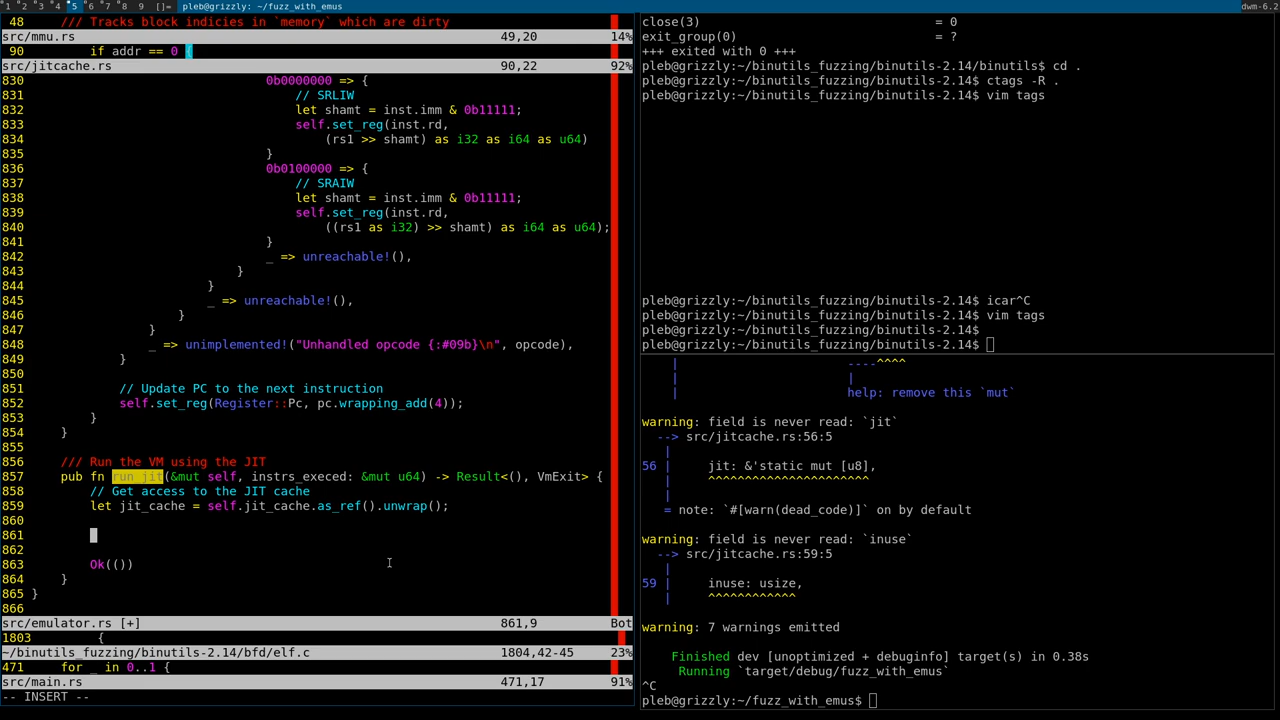 1 2 3 4 5 6 7 8 9 []= pleb@grizzly:~/fuzz_with_emus dwm-6.2
48 /// Tracks block indicies in `memory` which are dirty
src/mmu.rs 49,20 14%
90 if addr == 0 {
src/jitcache.rs 90,22 92%
830 0b0000000 => {
831 // SRLIW
832 let shamt = inst.imm & 0b11111;
833 self.set_reg(inst.rd,
834 (rs1 >> shamt) as i32 as i64 as u64)
835 }
836 0b0100000 => {
837 // SRAIW
838 let shamt = inst.imm & 0b11111;
839 self.set_reg(inst.rd,
840 ((rs1 as i32) >> shamt) as i64 as u64);
841 }
842 _ => unreachable!(),
843 }
844 }
845 _ => unreachable!(),
846 }
847 }
848 _ => unimplemented!("Unhandled opcode {:#09b}\n", opcode),
849 }
850
851 // Update PC to the next instruction
852 self.set_reg(Register::Pc, pc.wrapping_add(4));
853 }
854 }
855
856 /// Run the VM using the JIT
857 pub fn run_jit(&mut self, instrs_execed: &mut u64) -> Result<(), VmExit> {
858 // Get access to the JIT cache
859 let jit_cache = self.jit_cache.as_ref().unwrap();
860
861
862
863 Ok(())
864 }
865 }
866
src/emulator.rs [+] 861,9 Bot
1803 {
~/binutils_fuzzing/binutils-2.14/bfd/elf.c 1804,42-45 23%
471 for _ in 0..1 {
src/main.rs 471,17 91%
-- INSERT --
close(3) = 0
exit_group(0) = ?
+++ exited with 0 +++
pleb@grizzly:~/binutils_fuzzing/binutils-2.14/binutils$ cd .
pleb@grizzly:~/binutils_fuzzing/binutils-2.14$ ctags -R .
pleb@grizzly:~/binutils_fuzzing/binutils-2.14$ vim tags
pleb@grizzly:~/binutils_fuzzing/binutils-2.14$ icar^C
pleb@grizzly:~/binutils_fuzzing/binutils-2.14$ vim tags
pleb@grizzly:~/binutils_fuzzing/binutils-2.14$
pleb@grizzly:~/binutils_fuzzing/binutils-2.14$
| ----^^^^
| |
| help: remove this `mut`
warning: field is never read: `jit`
--> src/jitcache.rs:56:5
|
56 | jit: &'static mut [u8],
| ^^^^^^^^^^^^^^^^^^^^^^
|
= note: `#[warn(dead_code)]` on by default
warning: field is never read: `inuse`
--> src/jitcache.rs:59:5
|
59 | inuse: usize,
| ^^^^^^^^^^^^
warning: 7 warnings emitted
Finished dev [unoptimized + debuginfo] target(s) in 0.38s
Running `target/debug/fuzz_with_emus`
^C
pleb@grizzly:~/fuzz_with_emus$